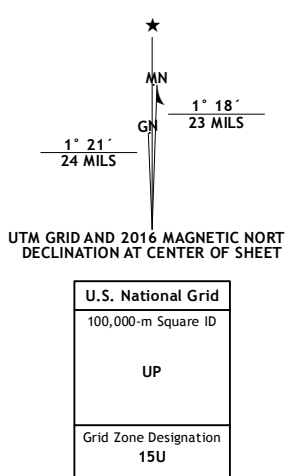 ★
MN
1° 18´
23 MILS
GN
1° 21´
24 MILS
UTM GRID AND 2016 MAGNETIC NORT
DECLINATION AT CENTER OF SHEET
U.S. National Grid
100,000-m Square ID
UP
Grid Zone Designation
15U